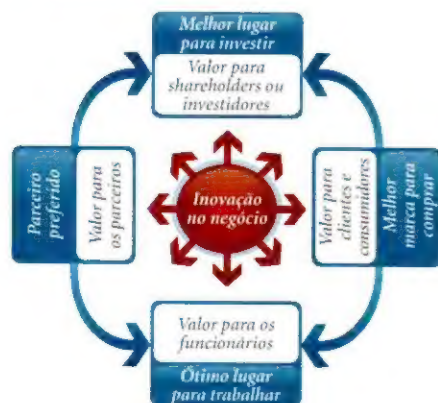 Melhor lugar
para investir
Valor para
shareholders ou
investidores
Parceiro
preferido
Valor para
os parceiros
Inovação
no negócio
Valor para
clientes e
consumidores
Melhor
marca para
comprar
Valor para os
funcionários
Ótimo lugar
para trabalhar